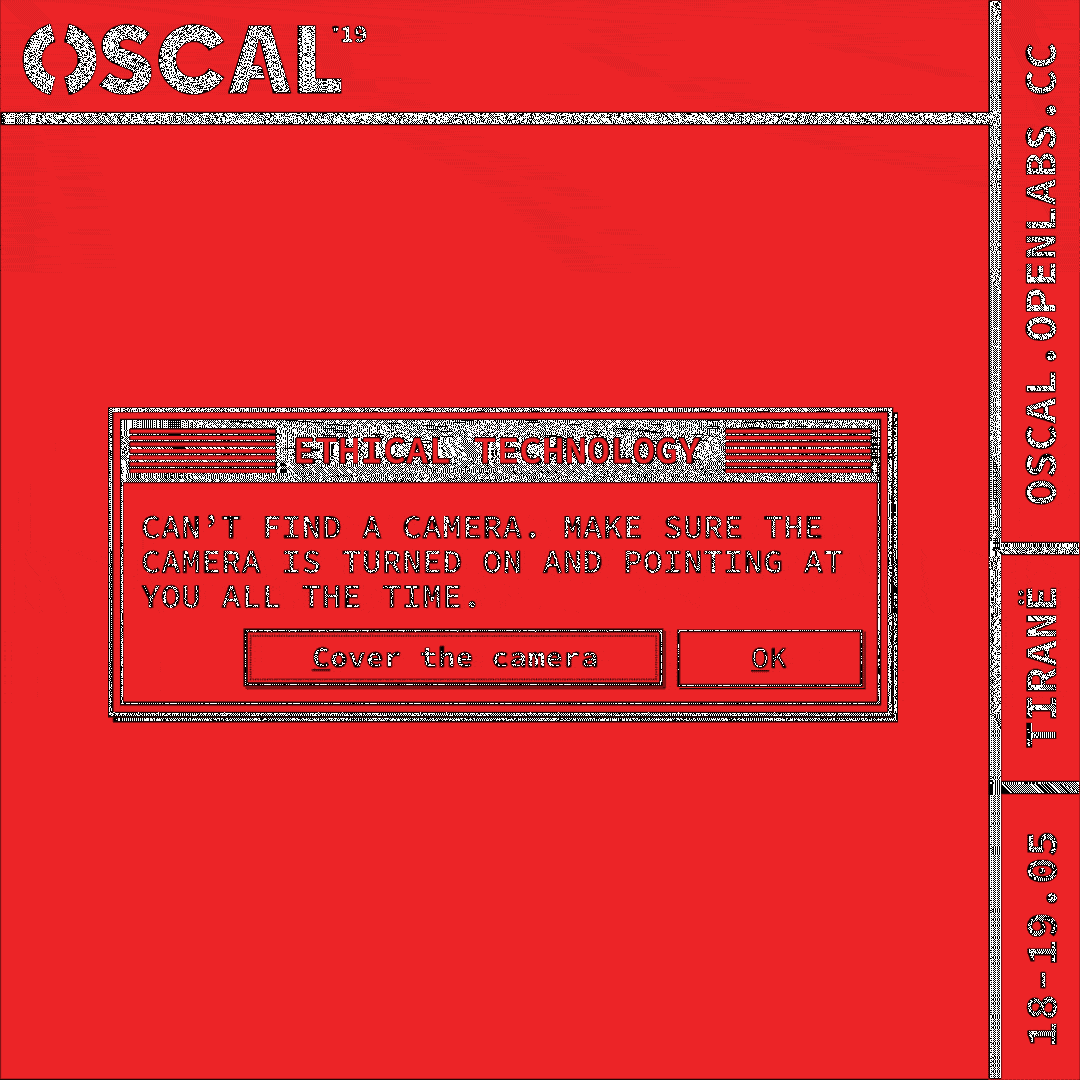 OSCAL'19
ETHICAL TECHNOLOGY
CAN'T FIND A CAMERA. MAKE SURE THE
CAMERA IS TURNED ON AND POINTING AT
YOU ALL THE TIME.
Cover the camera
OK
OSCAL.OPENLABS.CC
TIRANË
18-19.05